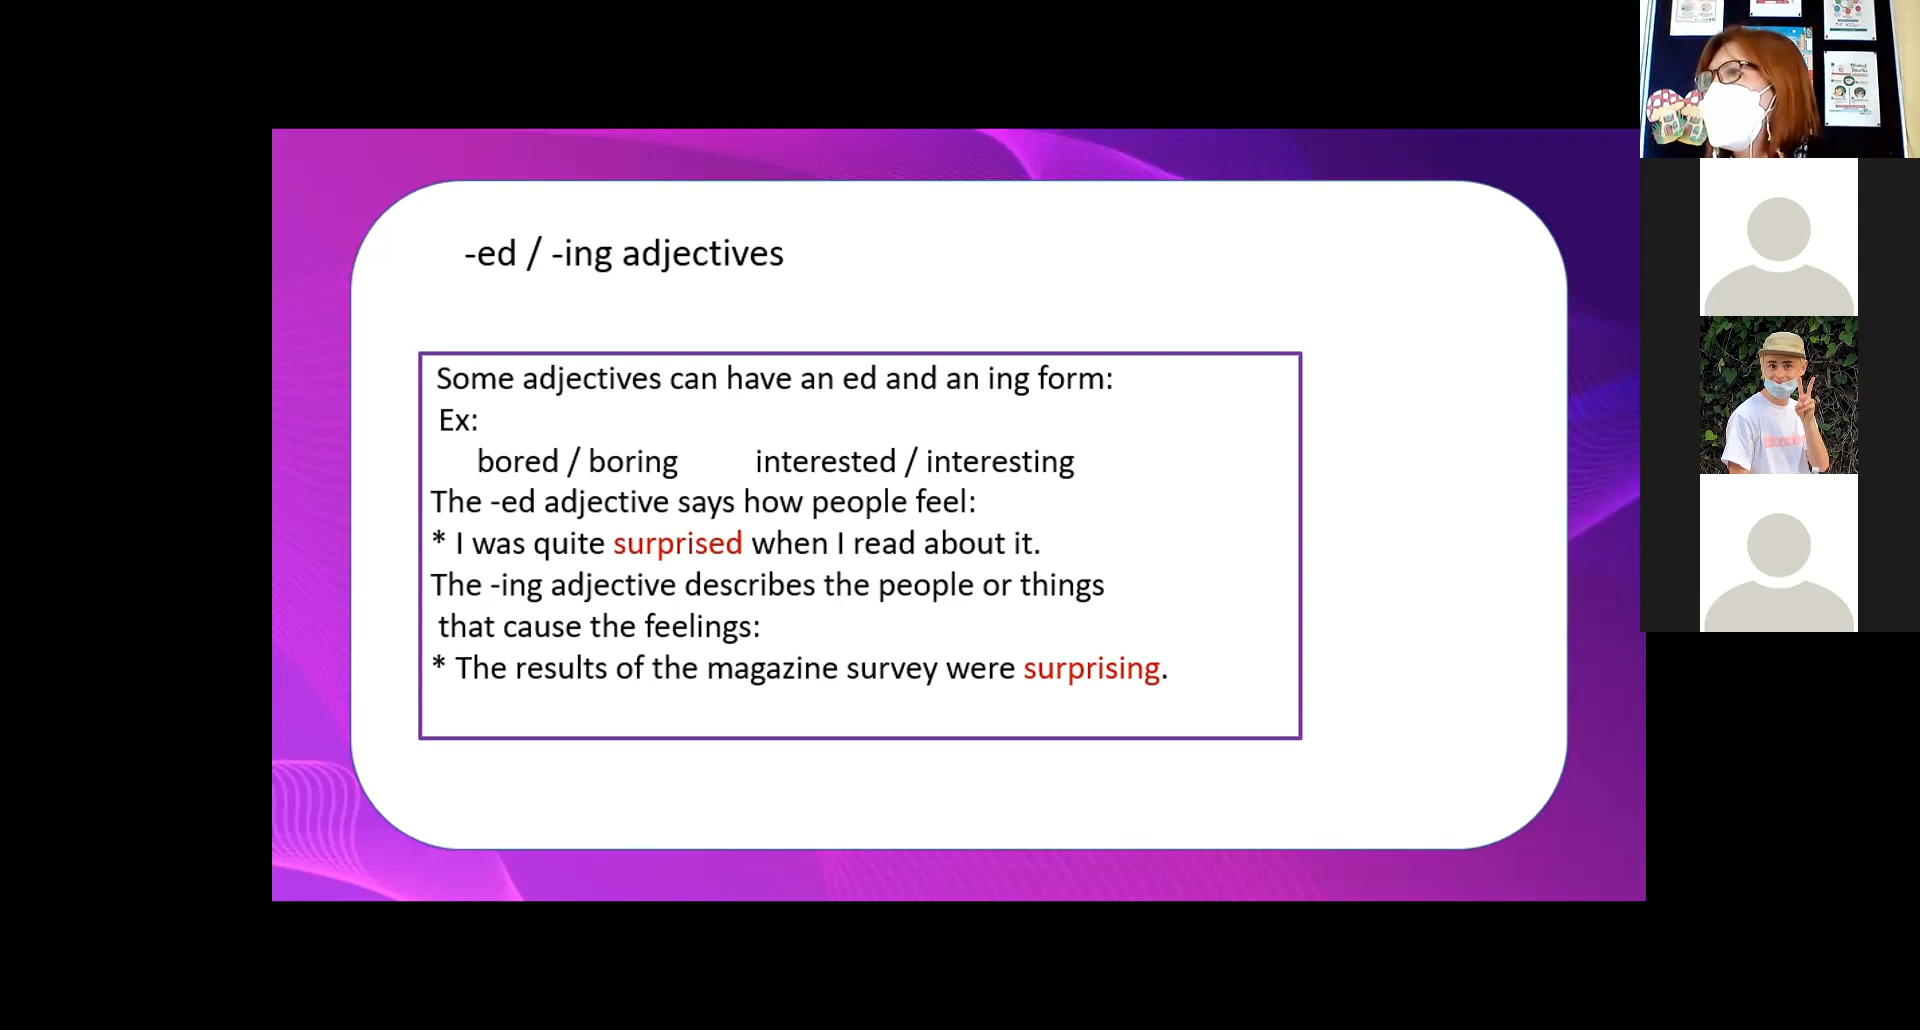 -ed / -ing adjectives
Some adjectives can have an ed and an ing form:
Ex:
bored / boring interested / interesting
The -ed adjective says how people feel:
* I was quite surprised when I read about it.
The -ing adjective describes the people or things
that cause the feelings:
* The results of the magazine survey were surprising.